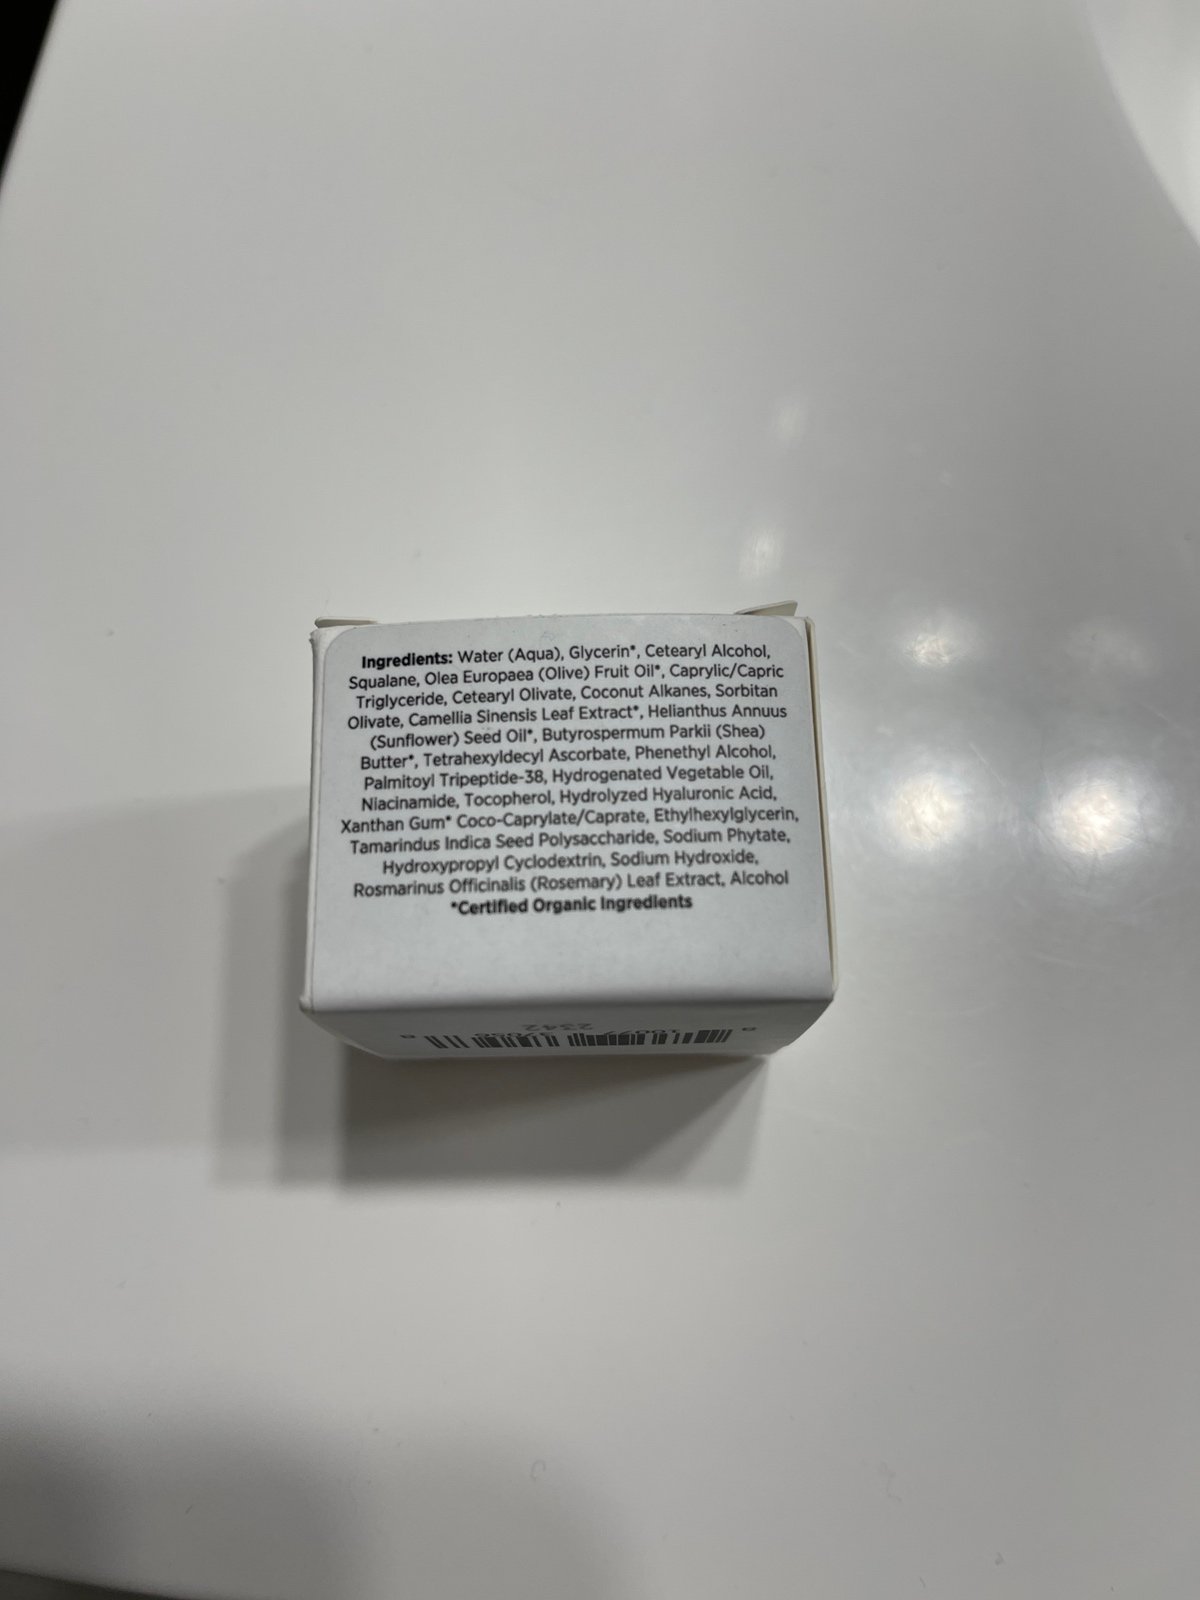 Ingredients: Water (Aqua), Glycerin*, Cetearyl Alcohol,
Squalane, Olea Europaea (Olive) Fruit Oil*, Caprylic/Capric
Triglyceride, Cetearyl Olivate, Coconut Alkanes, Sorbitan
Olivate, Camellia Sinensis Leaf Extract*, Helianthus Annuus
(Sunflower) Seed Oil*, Butyrospermum Parkii (Shea)
Butter*, Tetrahexyldecyl Ascorbate, Phenethyl Alcohol,
Palmitoyl Tripeptide-38, Hydrogenated Vegetable Oil,
Niacinamide, Tocopherol, Hydrolyzed Hyaluronic Acid,
Xanthan Gum* Coco-Caprylate/Caprate, Ethylhexylglycerin,
Tamarindus Indica Seed Polysaccharide, Sodium Phytate,
Hydroxypropyl Cyclodextrin, Sodium Hydroxide,
Rosmarinus Officinalis (Rosemary) Leaf Extract, Alcohol
*Certified Organic Ingredients
2342